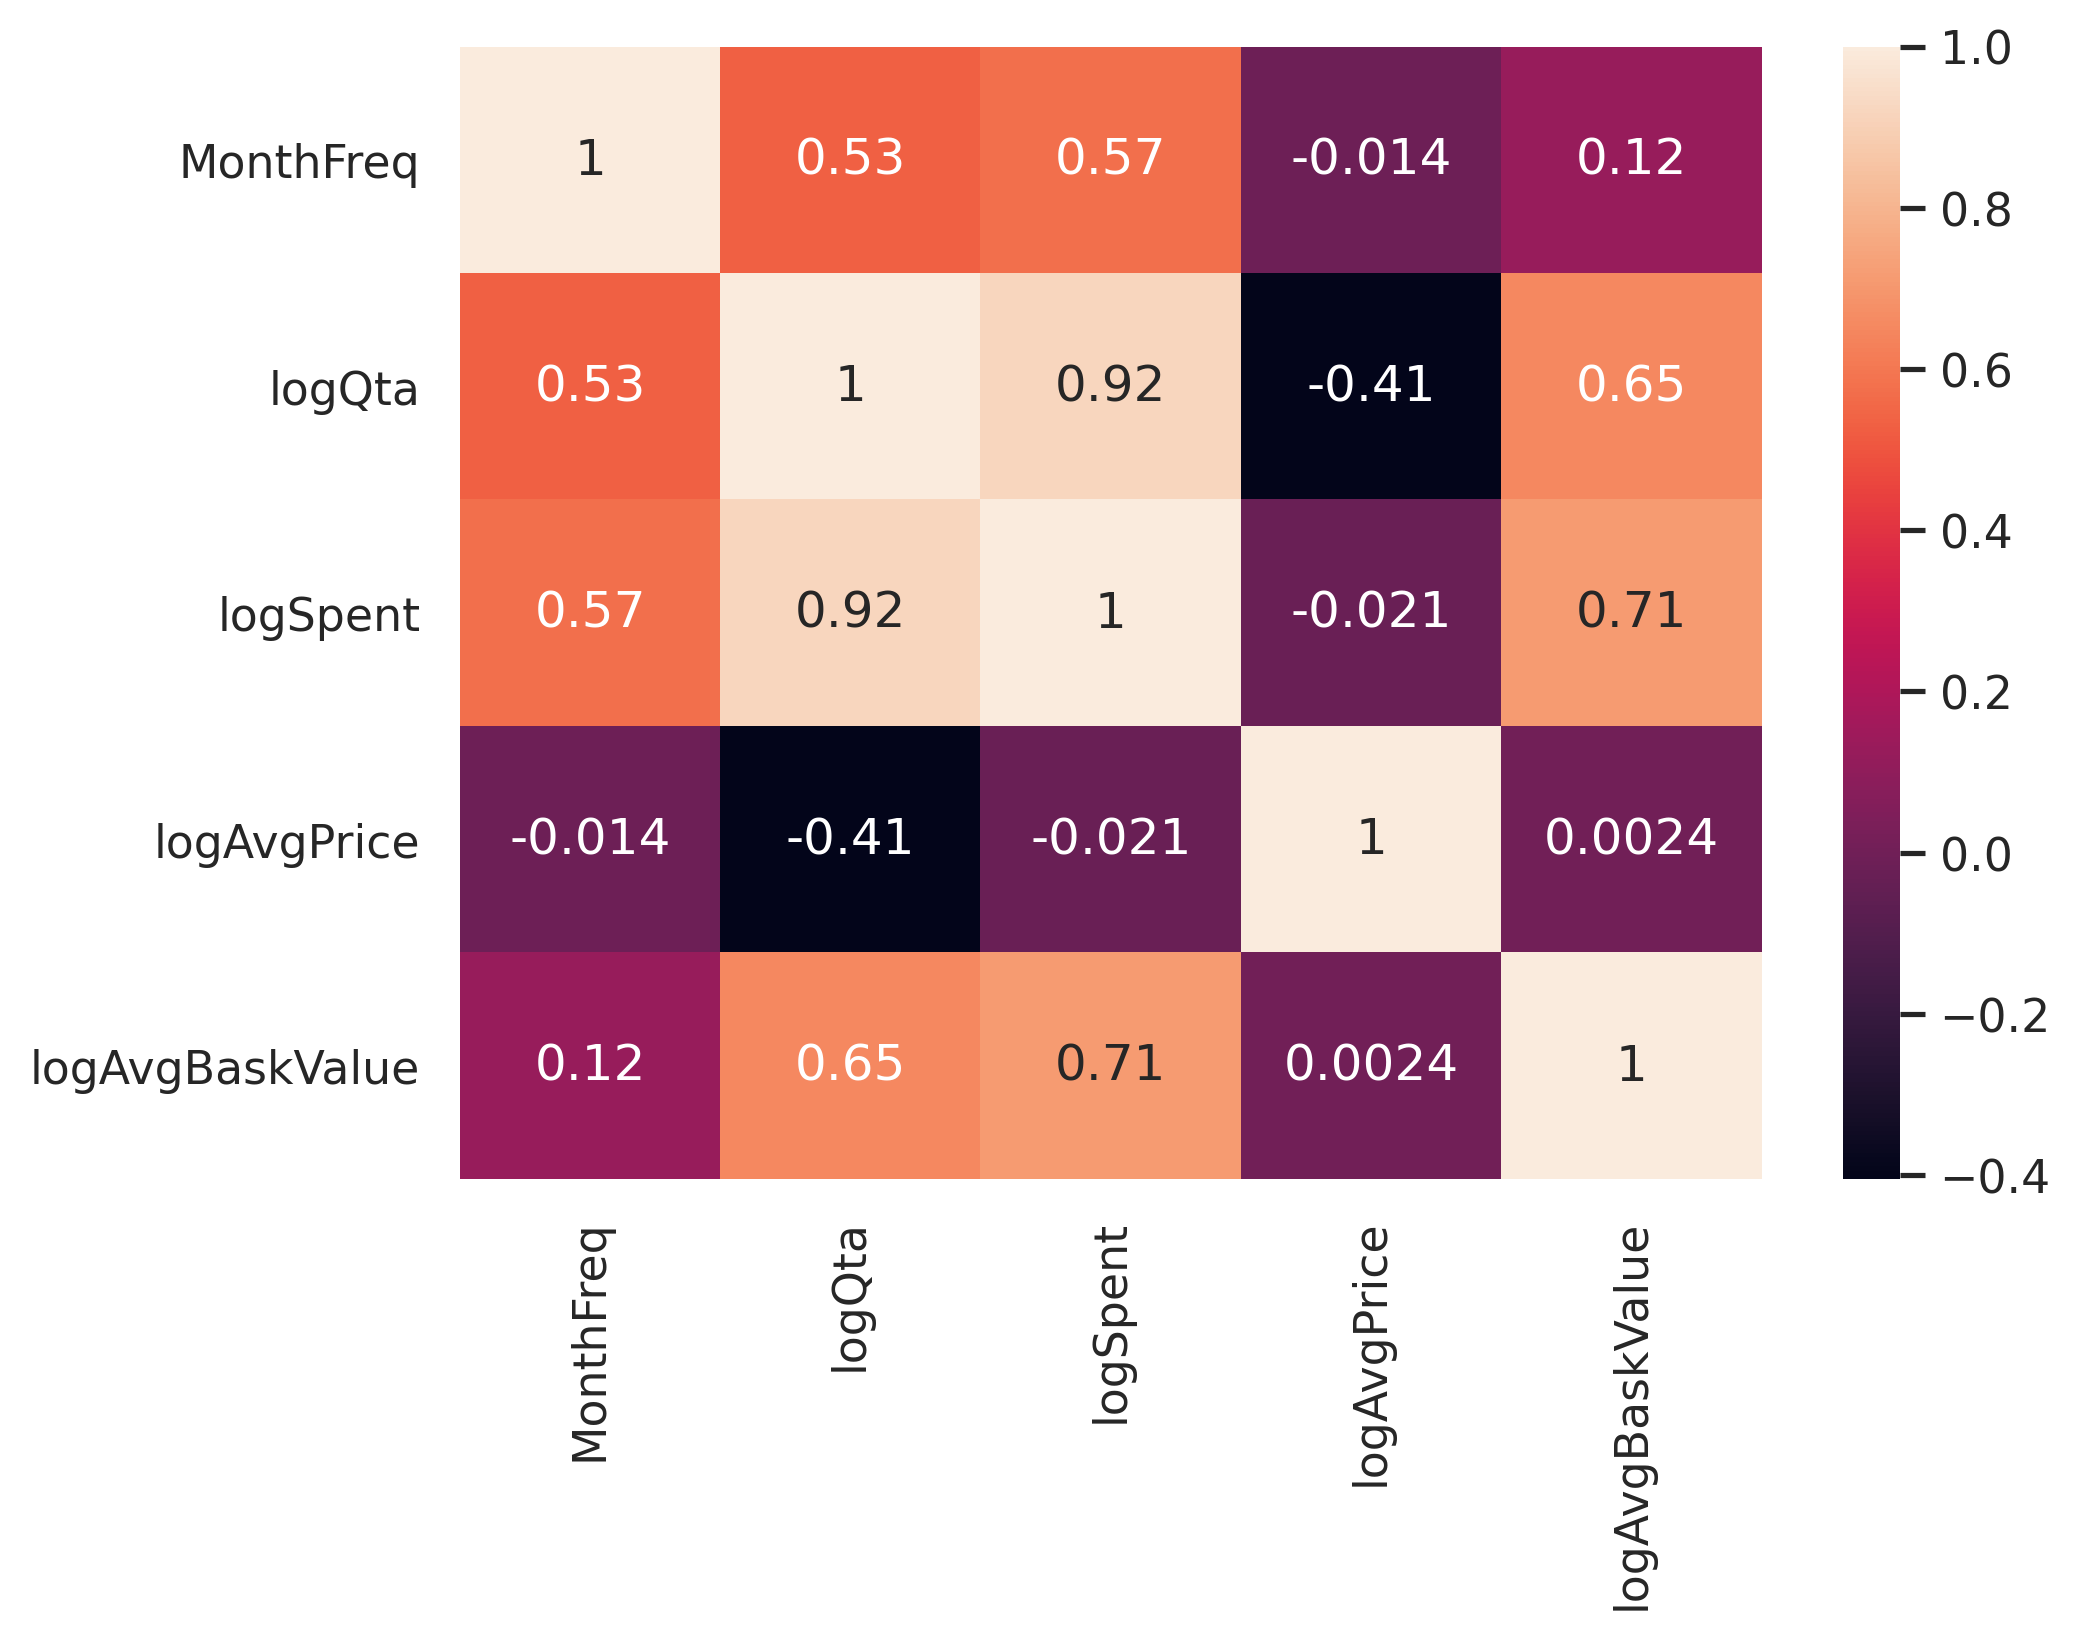 MonthFreq 1 0.53 0.57 -0.014 0.12
logQta 0.53 1 0.92 -0.41 0.65
logSpent 0.57 0.92 1 -0.021 0.71
logAvgPrice -0.014 -0.41 -0.021 1 0.0024
logAvgBaskValue 0.12 0.65 0.71 0.0024 1
MonthFreq
logQta
logSpent
logAvgPrice
logAvgBaskValue
1.0
0.8
0.6
0.4
0.2
0.0
−0.2
−0.4